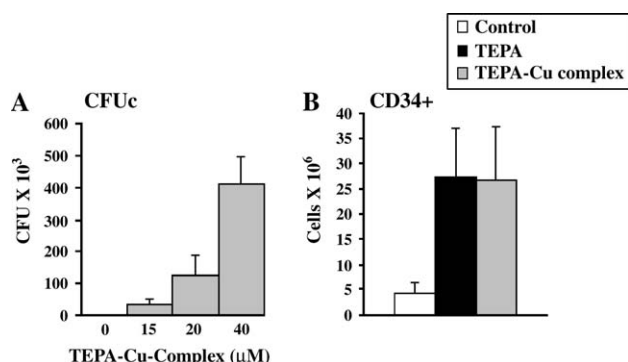 Control
TEPA
TEPA-Cu complex
A CFUc
600
500
400
300
200
100
0
CFU X 10³
0 15 20 40
TEPA-Cu-Complex (µM)
B CD34+
40
35
30
25
20
15
10
5
0
Cells X 10⁶